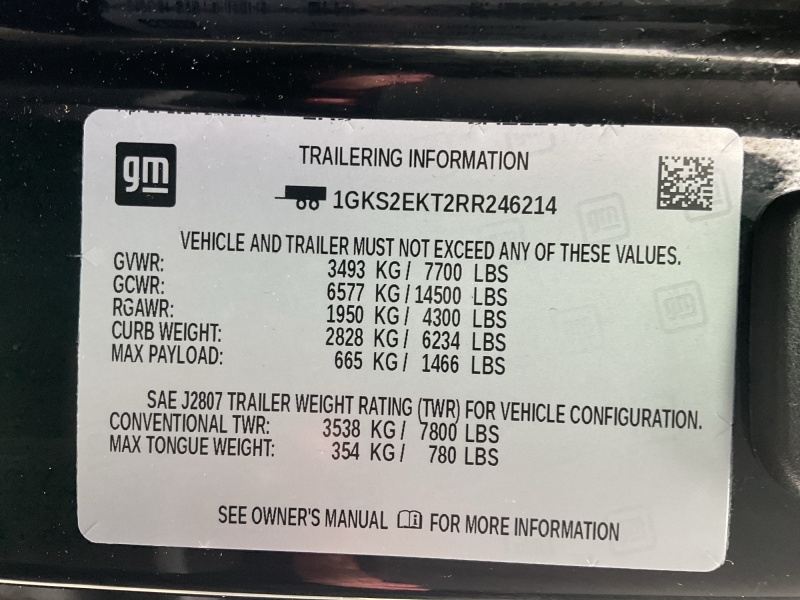 gm
TRAILERING INFORMATION
1GKS2EKT2RR246214
VEHICLE AND TRAILER MUST NOT EXCEED ANY OF THESE VALUES.
GVWR: 3493 KG / 7700 LBS
GCWR: 6577 KG / 14500 LBS
RGAWR: 1950 KG / 4300 LBS
CURB WEIGHT: 2828 KG / 6234 LBS
MAX PAYLOAD: 665 KG / 1466 LBS
SAE J2807 TRAILER WEIGHT RATING (TWR) FOR VEHICLE CONFIGURATION.
CONVENTIONAL TWR: 3538 KG / 7800 LBS
MAX TONGUE WEIGHT: 354 KG / 780 LBS
SEE OWNER'S MANUAL i FOR MORE INFORMATION